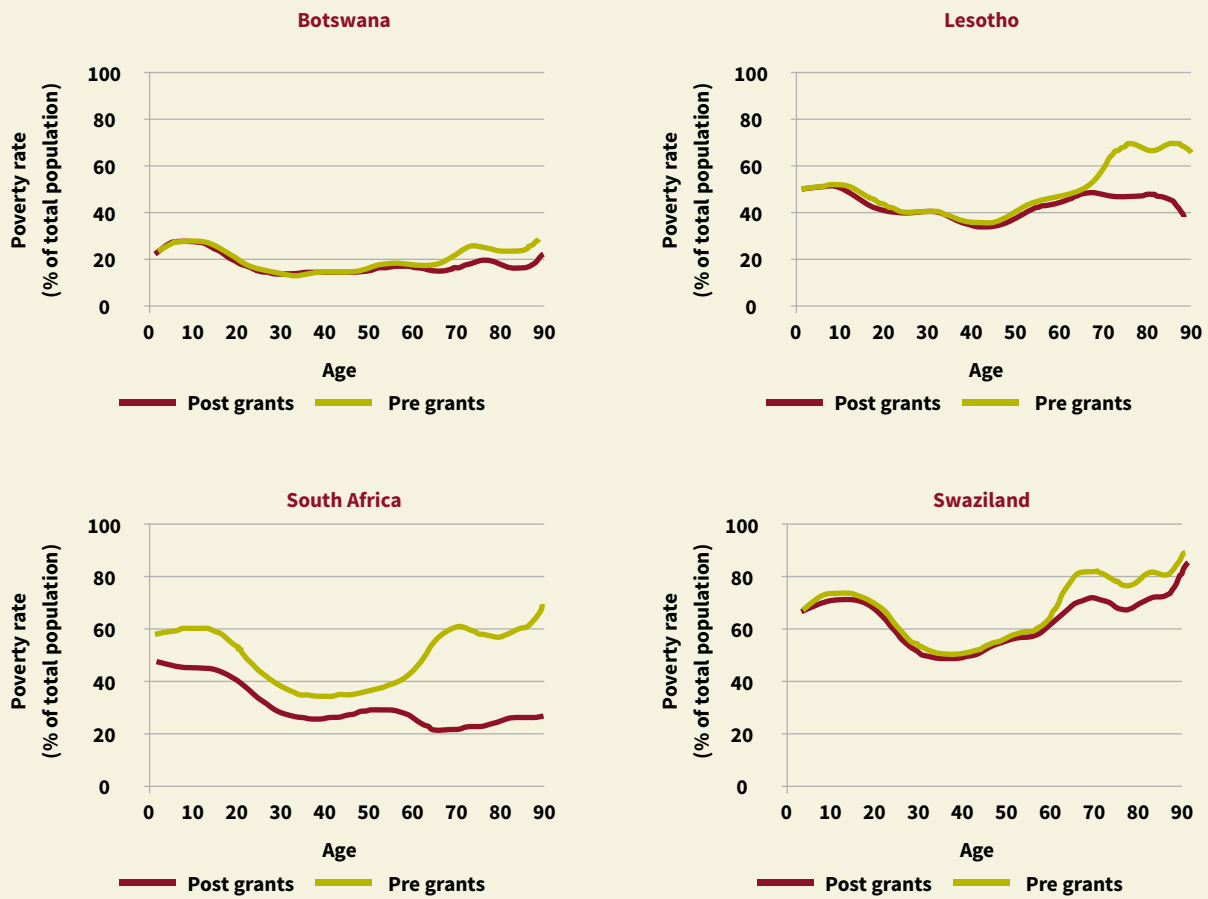 Botswana
Poverty rate
(% of total population)
100
80
60
40
20
0
0 10 20 30 40 50 60 70 80 90
Age
Post grants Pre grants
Lesotho
Poverty rate
(% of total population)
100
80
60
40
20
0
0 10 20 30 40 50 60 70 80 90
Age
Post grants Pre grants
South Africa
Poverty rate
(% of total population)
100
80
60
40
20
0
0 10 20 30 40 50 60 70 80 90
Age
Post grants Pre grants
Swaziland
Poverty rate
(% of total population)
100
80
60
40
20
0
0 10 20 30 40 50 60 70 80 90
Age
Post grants Pre grants